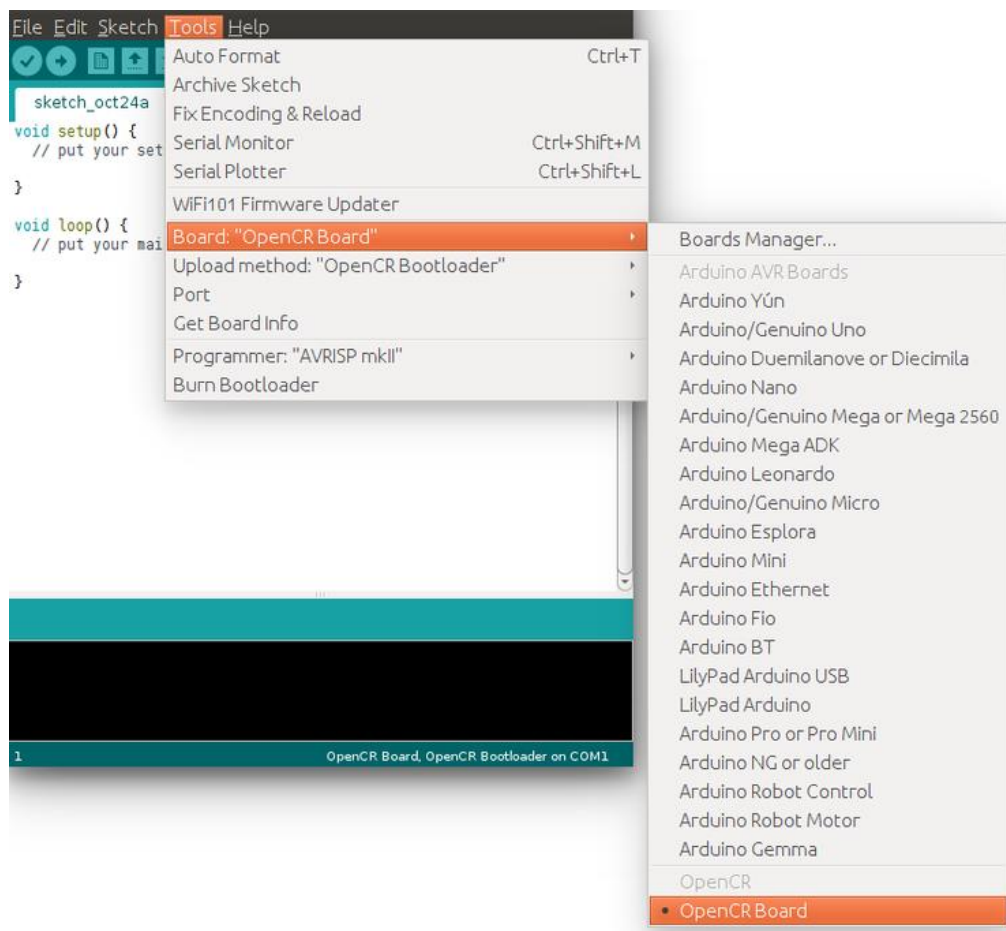 File Edit Sketch Tools Help
sketch_oct24a
void setup() {
// put your set
}
void loop() {
// put your mai
}
Auto Format Ctrl+T
Archive Sketch
Fix Encoding & Reload
Serial Monitor Ctrl+Shift+M
Serial Plotter Ctrl+Shift+L
WiFi101 Firmware Updater
Board: "OpenCR Board"
Upload method: "OpenCR Bootloader"
Port
Get Board Info
Programmer: "AVRISP mkII"
Burn Bootloader
Boards Manager...
Arduino AVR Boards
Arduino Yún
Arduino/Genuino Uno
Arduino Duemilanove or Diecimila
Arduino Nano
Arduino/Genuino Mega or Mega 2560
Arduino Mega ADK
Arduino Leonardo
Arduino/Genuino Micro
Arduino Esplora
Arduino Mini
Arduino Ethernet
Arduino Fio
Arduino BT
LilyPad Arduino USB
LilyPad Arduino
Arduino Pro or Pro Mini
Arduino NG or older
Arduino Robot Control
Arduino Robot Motor
Arduino Gemma
OpenCR
OpenCR Board
1 OpenCR Board, OpenCR Bootloader on COM1